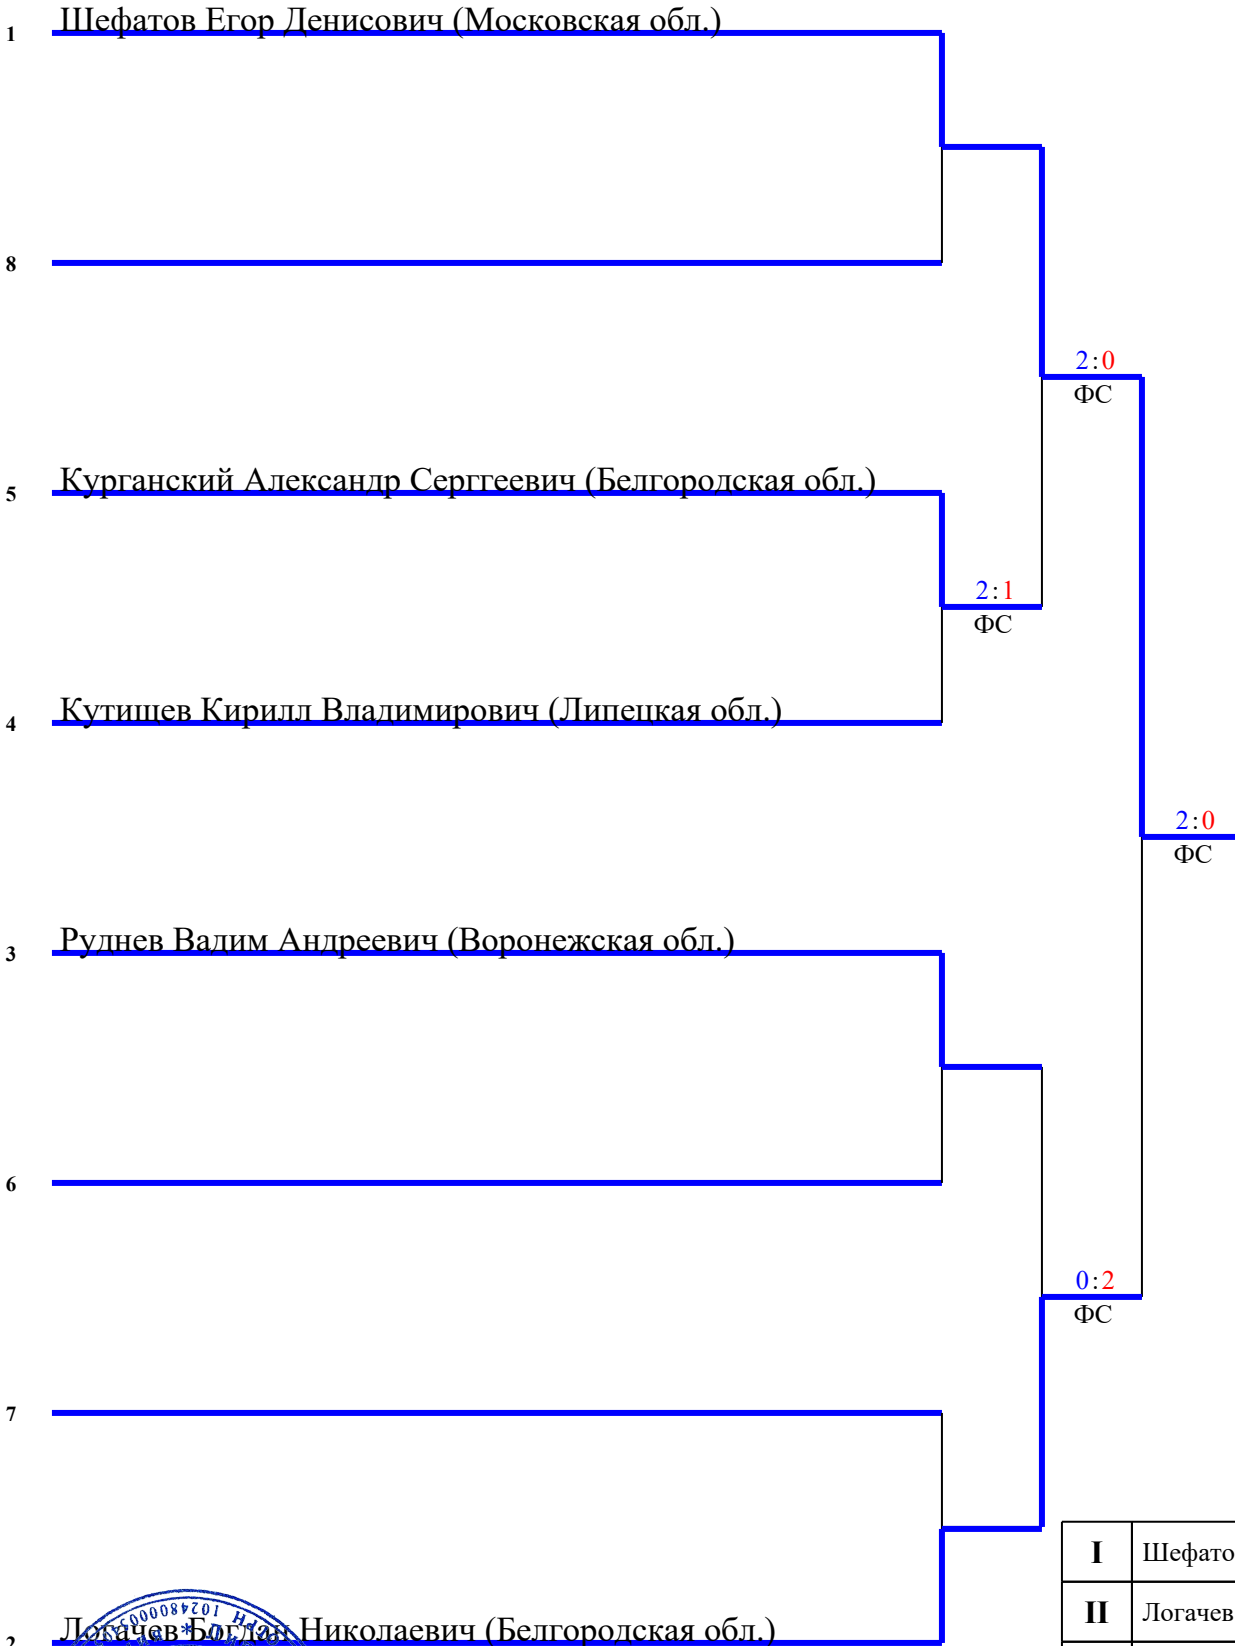 1 Шефатов Егор Денисович (Московская обл.)
8
2:0
ФС
5 Курганский Александр Серггеевич (Белгородская обл.)
2:1
ФС
4 Кутищев Кирилл Владимирович (Липецкая обл.)
2:0
ФС
3 Руднев Вадим Андреевич (Воронежская обл.)
6
0:2
ФС
7
I Шефато
II Логачев
2 Логачев Богдан Николаевич (Белгородская обл.)